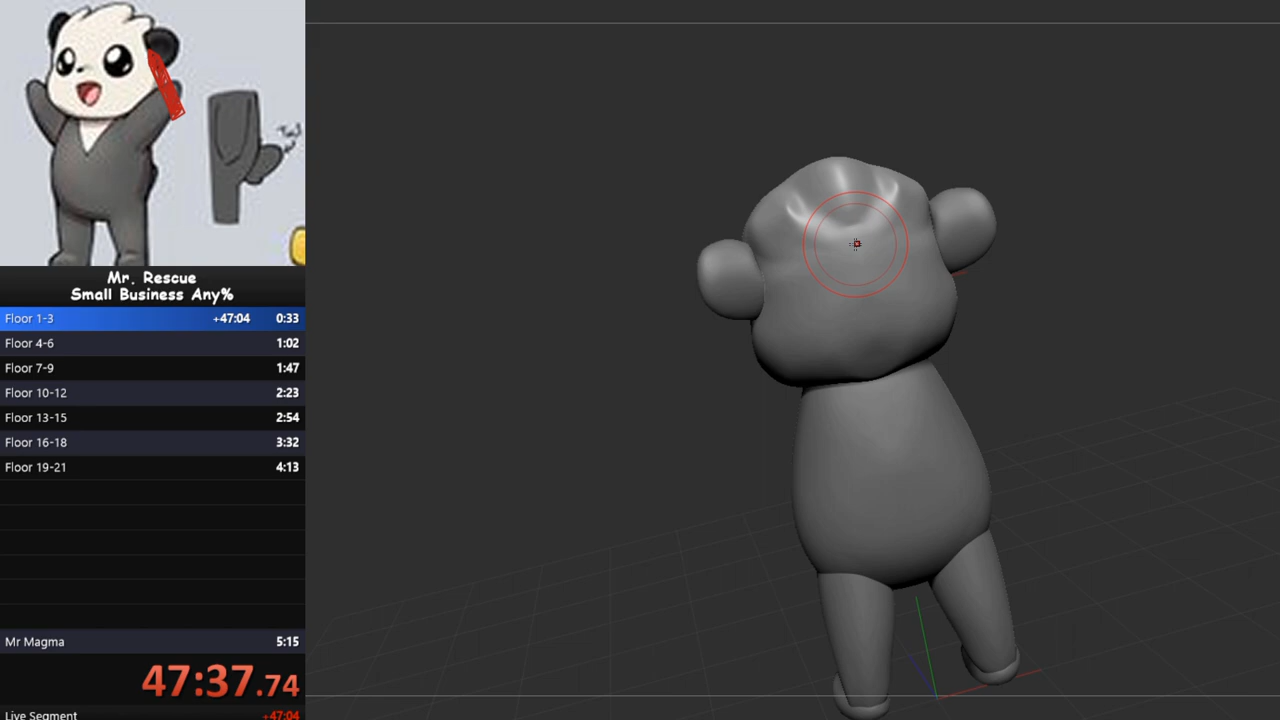 Mr. Rescue
Small Business Any%
Floor 1-3 +47:04 0:33
Floor 4-6 1:02
Floor 7-9 1:47
Floor 10-12 2:23
Floor 13-15 2:54
Floor 16-18 3:32
Floor 19-21 4:13
Mr Magma 5:15
47:37.74
Live Segment +47:04